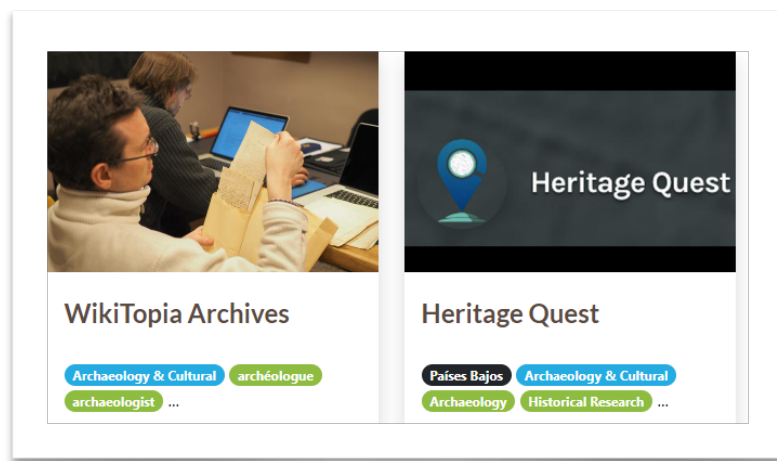 Heritage Quest
WikiTopia Archives
Archaeology & Cultural archéologue
archaeologist ...
Heritage Quest
Países Bajos Archaeology & Cultural
Archaeology Historical Research ...